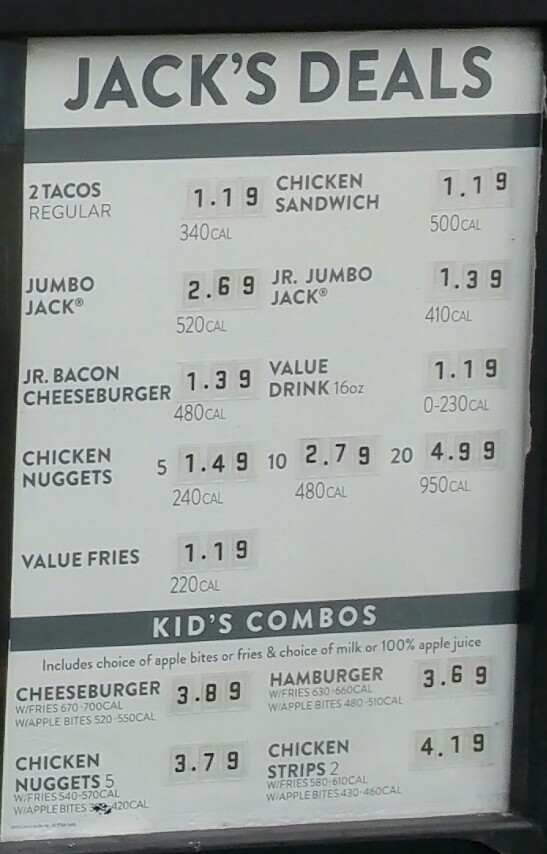 JACK'S DEALS
2 TACOS
REGULAR
1.19
340CAL
CHICKEN
SANDWICH
1.19
500CAL
JUMBO
JACK®
2.69
520CAL
JR. JUMBO
JACK®
1.39
410CAL
JR. BACON
CHEESEBURGER
1.39
480CAL
VALUE
DRINK 16oz
1.19
0-230CAL
CHICKEN
NUGGETS
5 1.49
240CAL
10 2.79
480CAL
20 4.99
950CAL
VALUE FRIES
1.19
220CAL
KID'S COMBOS
Includes choice of apple bites or fries & choice of milk or 100% apple juice
CHEESEBURGER
W/FRIES 670-700CAL
W/APPLE BITES 520-550CAL
3.89
HAMBURGER
W/FRIES 630-660CAL
W/APPLE BITES 480-510CAL
3.69
CHICKEN
NUGGETS 5
W/FRIES 540-570CAL
W/APPLE BITES 420CAL
3.79
CHICKEN
STRIPS 2
W/FRIES 580-610CAL
W/APPLE BITES 430-460CAL
4.19